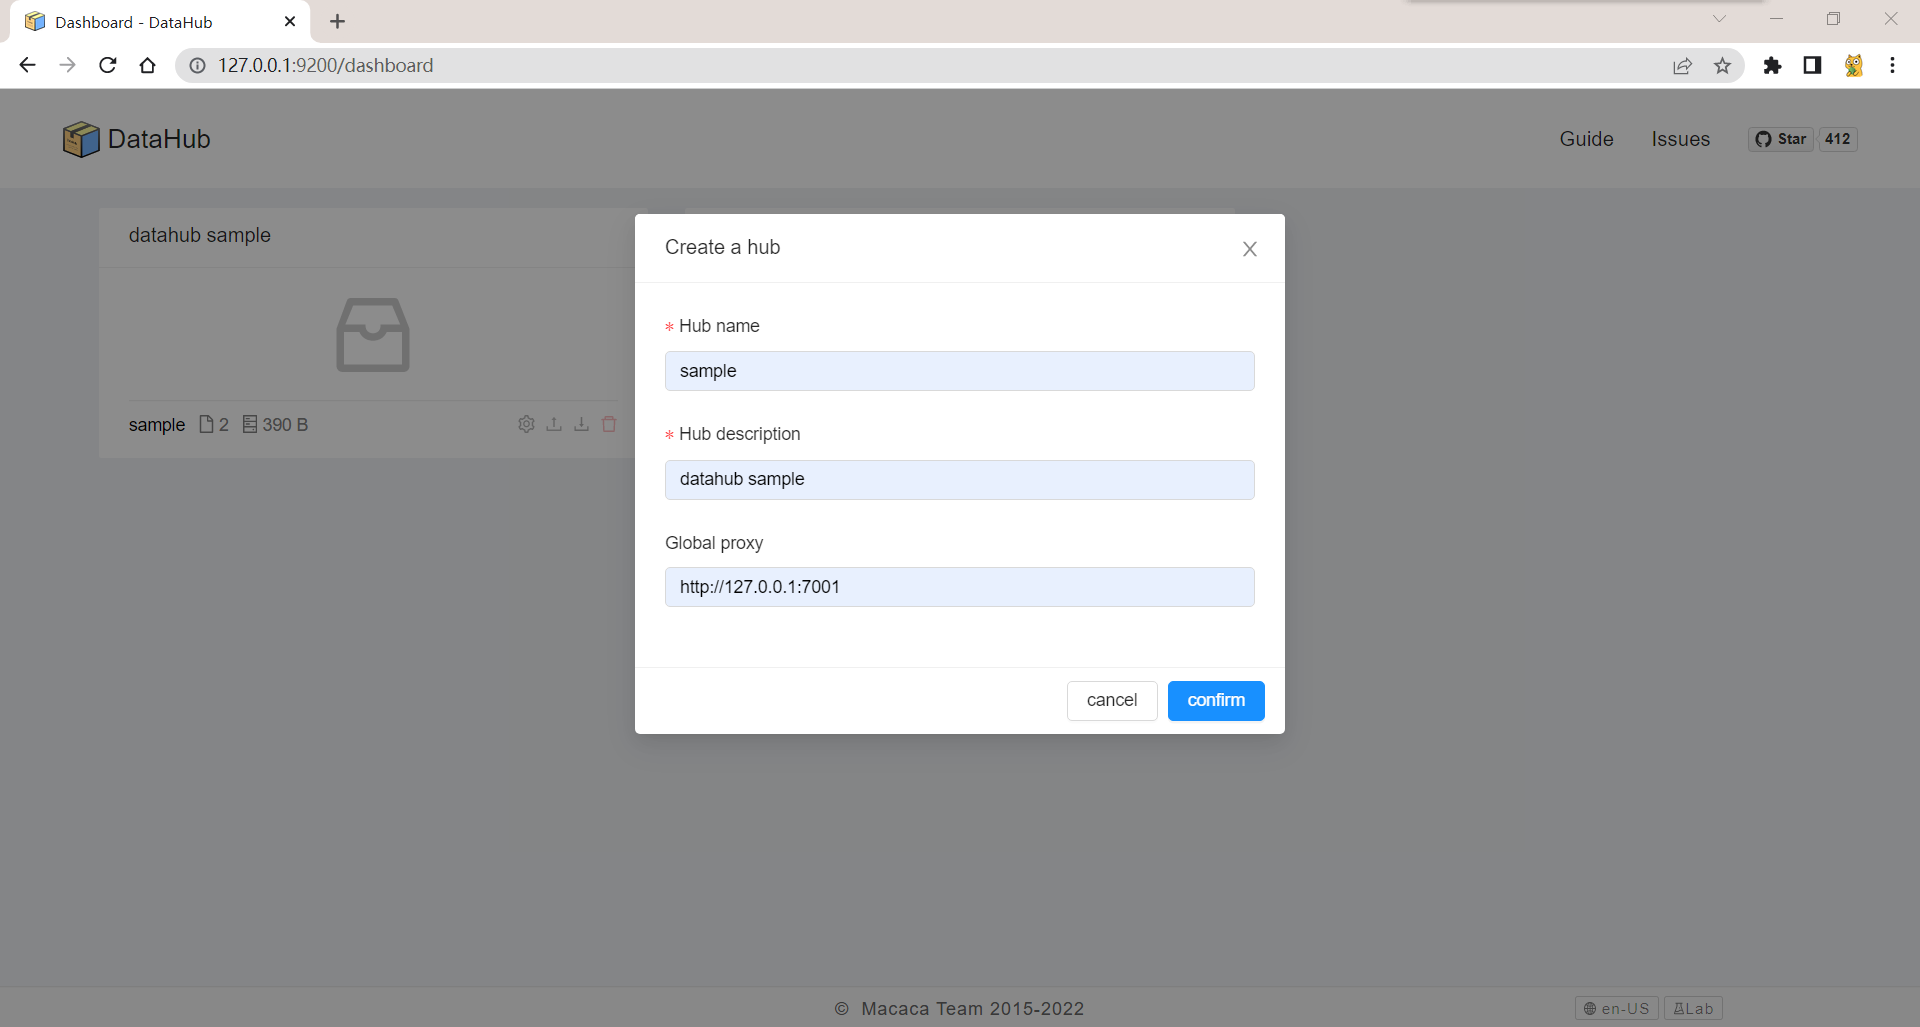 Dashboard - DataHub
127.0.0.1:9200/dashboard
DataHub
Guide Issues Star 412
datahub sample
sample 2 390 B
Create a hub
* Hub name
sample
* Hub description
datahub sample
Global proxy
http://127.0.0.1:7001
cancel confirm
© Macaca Team 2015-2022
en-US Lab